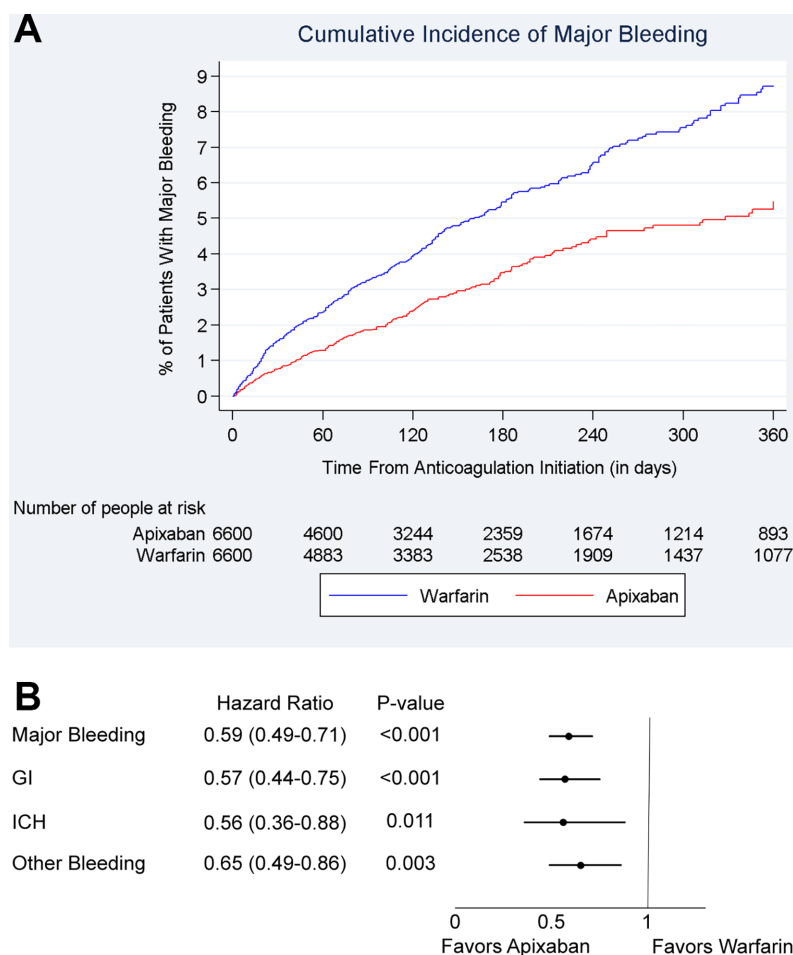 A
Cumulative Incidence of Major Bleeding
% of Patients With Major Bleeding
9
8
7
6
5
4
3
2
1
0
0 60 120 180 240 300 360
Time From Anticoagulation Initiation (in days)
Number of people at risk
Apixaban 6600 4600 3244 2359 1674 1214 893
Warfarin 6600 4883 3383 2538 1909 1437 1077
Warfarin Apixaban
B
Hazard Ratio P-value
Major Bleeding 0.59 (0.49-0.71) <0.001
GI 0.57 (0.44-0.75) <0.001
ICH 0.56 (0.36-0.88) 0.011
Other Bleeding 0.65 (0.49-0.86) 0.003
0 0.5 1
Favors Apixaban Favors Warfarin